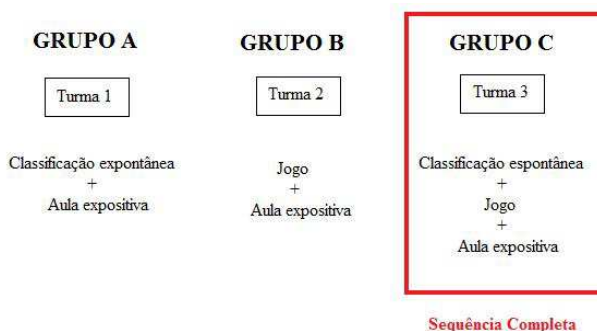 GRUPO A
Turma 1
Classificação expontânea
+
Aula expositiva
GRUPO B
Turma 2
Jogo
+
Aula expositiva
GRUPO C
Turma 3
Classificação espontânea
+
Jogo
+
Aula expositiva
Sequência Completa